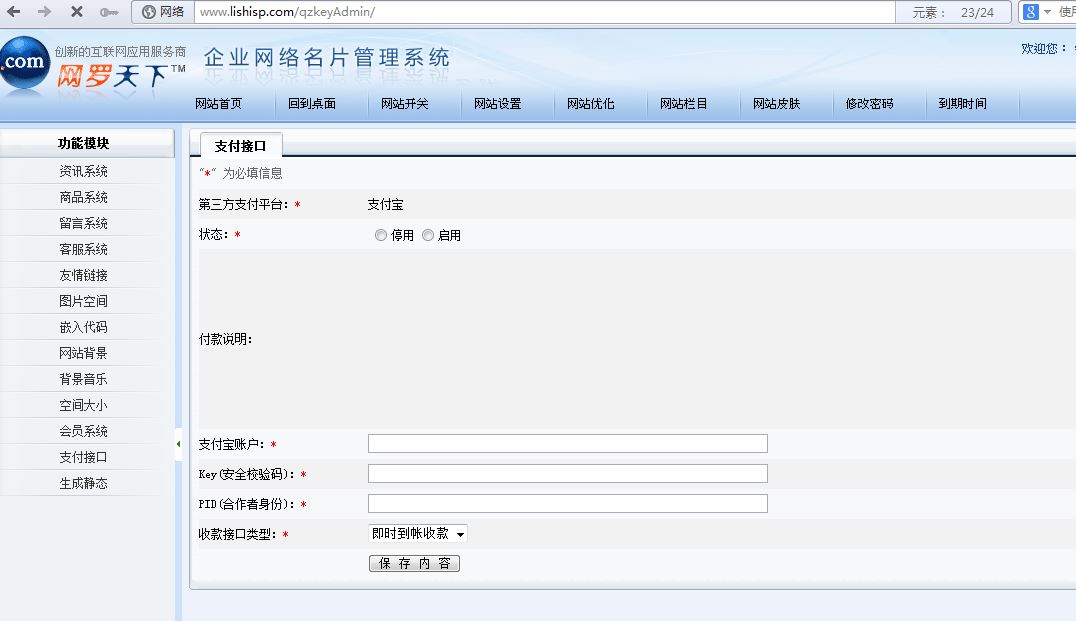 网络 www.lishisp.com/qzkeyAdmin/ 元素： 23/24 使
.com 创新的互联网应用服务商
网罗天下™ 企业网络名片管理系统 欢迎您：
网站首页 回到桌面 网站开关 网站设置 网站优化 网站栏目 网站皮肤 修改密码 到期时间
功能模块
资讯系统
商品系统
留言系统
客服系统
友情链接
图片空间
嵌入代码
网站背景
背景音乐
空间大小
会员系统
支付接口
生成静态
支付接口
“*” 为必填信息
第三方支付平台：* 支付宝
状态：* 停用 启用
付款说明：
支付宝账户：*
Key(安全校验码)：*
PID(合作者身份)：*
收款接口类型：* 即时到帐收款
保 存 内 容